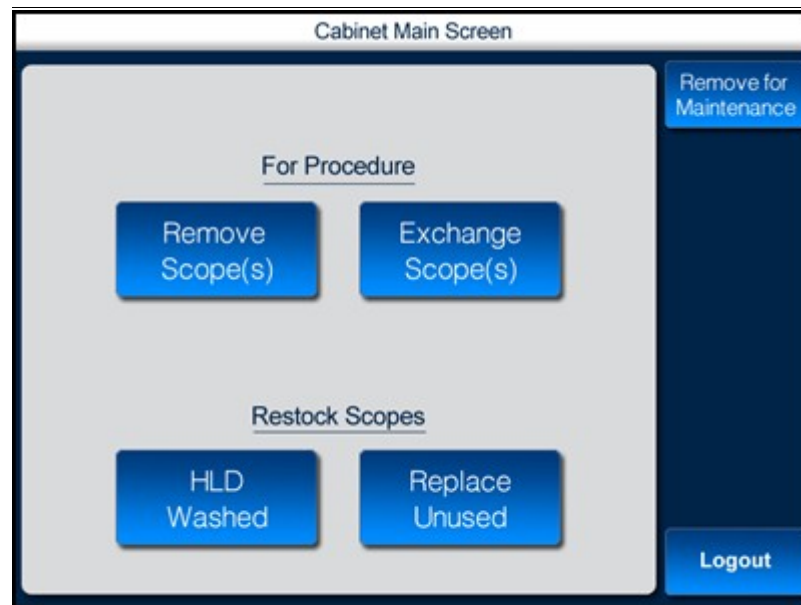 Cabinet Main Screen
Remove for
Maintenance
For Procedure
Remove
Scope(s)
Exchange
Scope(s)
Restock Scopes
HLD
Washed
Replace
Unused
Logout